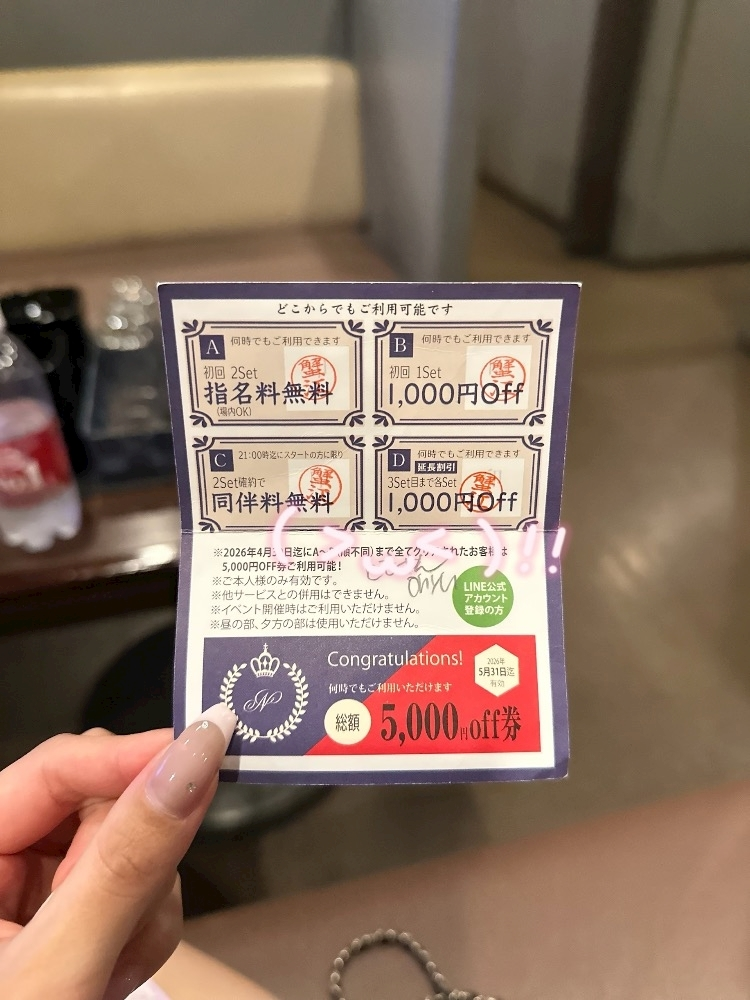 どこからでもご利用可能です
A
何時でもご利用できます
初回 2Set
指名料無料
(場内OK)
B
何時でもご利用できます
初回 1Set
1,000円Off
C
21:00時迄にスタートの方に限り
2Set確約で
同伴料無料
D
何時でもご利用できます
延長割引
3Set目まで各Set
1,000円Off
(>ω<)!!
※2026年4月30日迄にA〜D(順不同)まで全てクリアされたお客様は
5,000円OFF券ご利用可能!
※ご本人様のみ有効です。
※他サービスとの併用はできません。
※イベント開催時はご利用いただけません。
※昼の部、夕方の部は使用いただけません。
LINE公式
アカウント
登録の方
Congratulations!
何時でもご利用いただけます
2026年
5月31日迄
有効
総額 5,000円off券